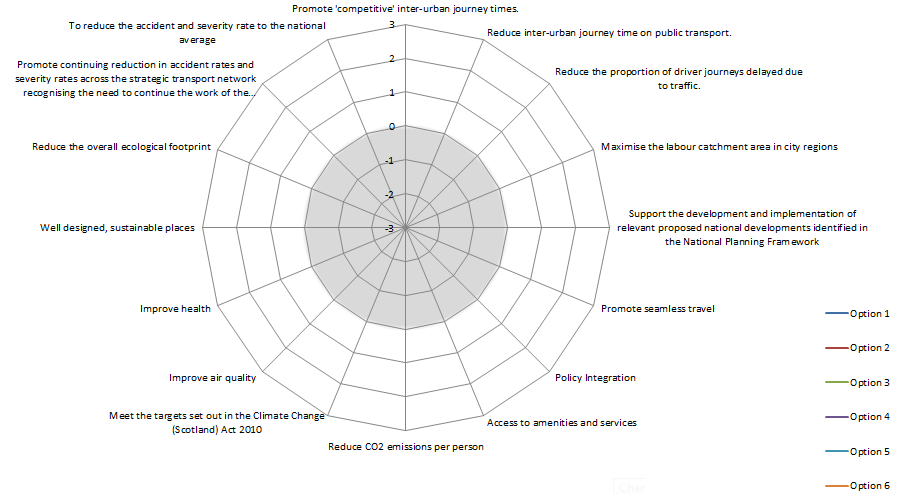 Promote 'competitive' inter-urban journey times.
To reduce the accident and severity rate to the national
average
Reduce inter-urban journey time on public transport.
Promote continuing reduction in accident rates and
severity rates across the strategic transport network
recognising the need to continue the work of the...
Reduce the proportion of driver journeys delayed due
to traffic.
Reduce the overall ecological footprint
Maximise the labour catchment area in city regions
Well designed, sustainable places
Support the development and implementation of
relevant proposed national developments identified in
the National Planning Framework
Improve health
Promote seamless travel
Improve air quality
Policy Integration
Meet the targets set out in the Climate Change
(Scotland) Act 2010
Access to amenities and services
Reduce CO2 emissions per person
3
2
1
0
-1
-2
-3
Option 1
Option 2
Option 3
Option 4
Option 5
Option 6